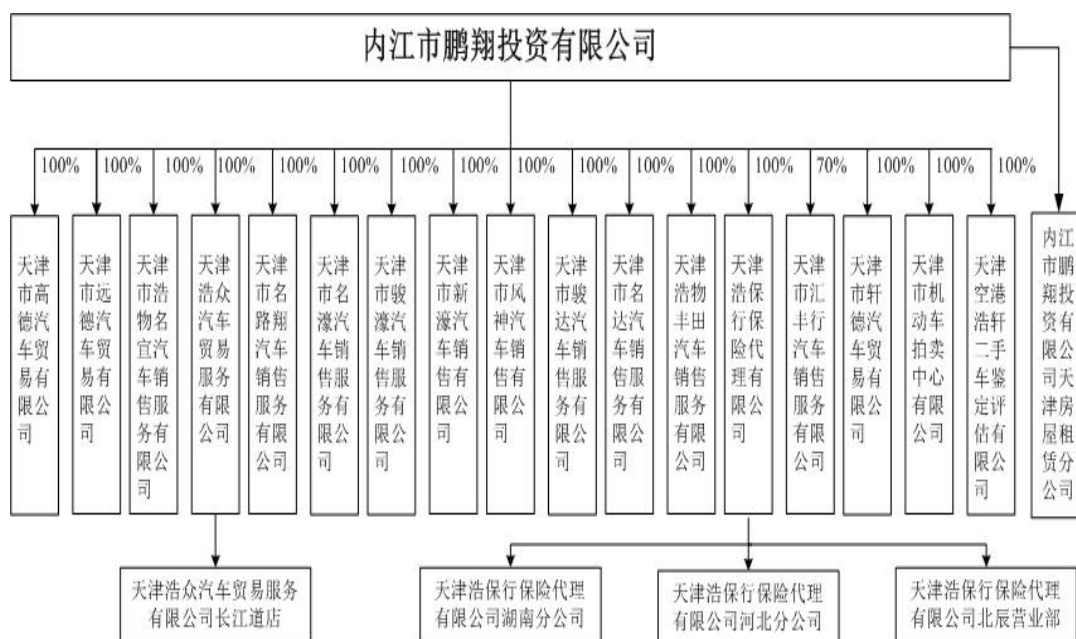 内江市鹏翔投资有限公司
100%
100%
100%
100%
100%
100%
100%
100%
100%
100%
100%
100%
100%
70%
100%
100%
100%
天津市高德汽车贸易有限公司
天津市远德汽车贸易有限公司
天津市浩物名宜汽车销售服务有限公司
天津浩众汽车贸易服务有限公司
天津市名路翔汽车销售服务有限公司
天津市名濠汽车销售服务有限公司
天津市骏濠汽车销售服务有限公司
天津市新濠汽车销售有限公司
天津市风神汽车销售有限公司
天津市骏达汽车销售服务有限公司
天津市名达汽车销售有限公司
天津浩物丰田汽车销售服务有限公司
天津浩保行保险代理有限公司
天津市汇丰行汽车销售服务有限公司
天津市轩德汽车贸易有限公司
天津市机动车拍卖中心有限公司
天津空港浩轩二手车鉴定评估有限公司
内江市鹏翔投资有限公司天津房屋租赁分公司
天津浩众汽车贸易服务
有限公司长江道店
天津浩保行保险代理
有限公司湖南分公司
天津浩保行保险代理
有限公司河北分公司
天津浩保行保险代理
有限公司北辰营业部